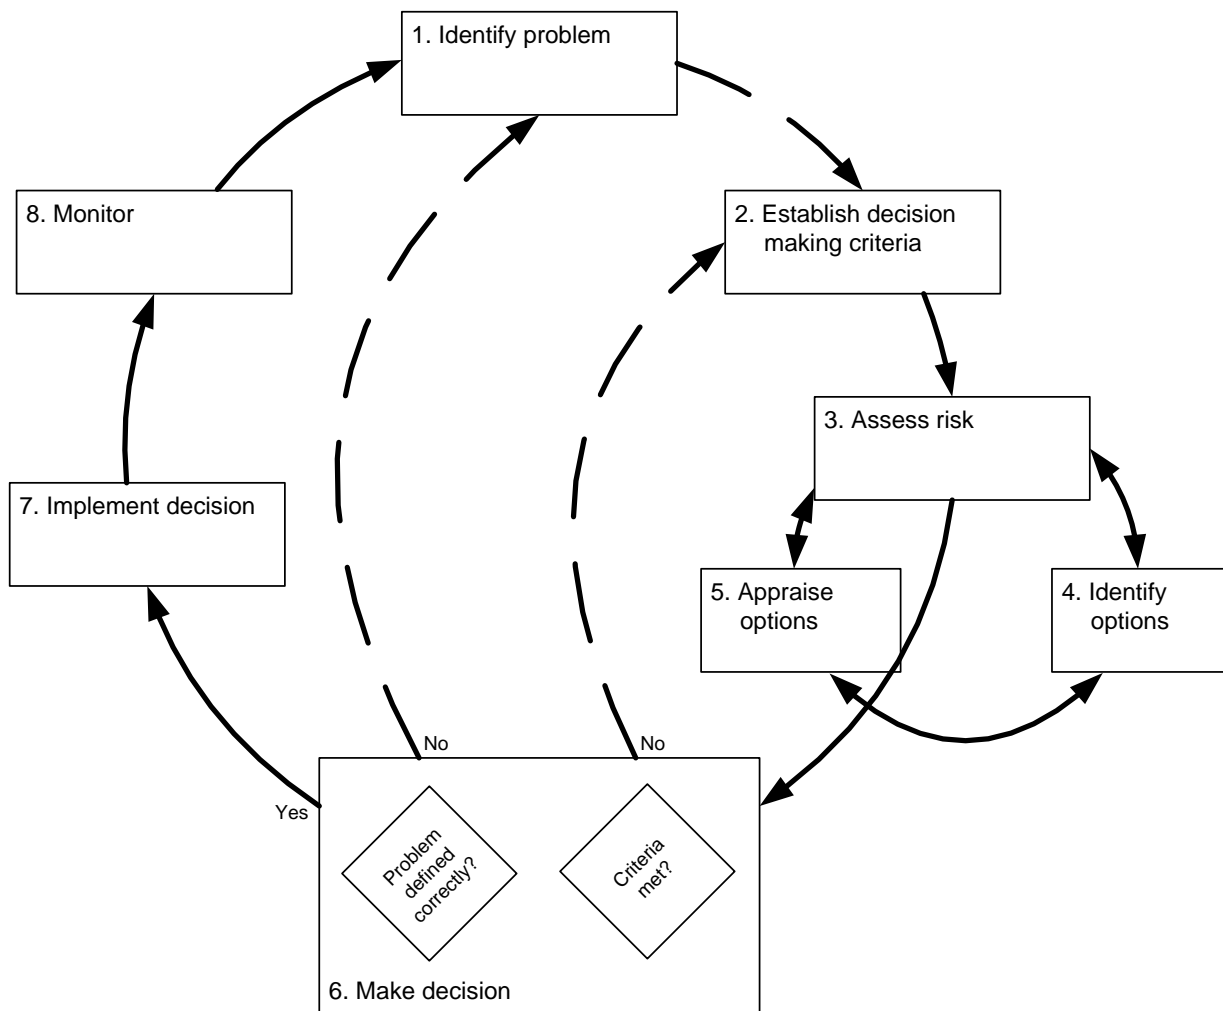 1. Identify problem
2. Establish decision
making criteria
3. Assess risk
4. Identify
options
5. Appraise
options
6. Make decision
Problem
defined
correctly?
Criteria
met?
No
No
Yes
7. Implement decision
8. Monitor